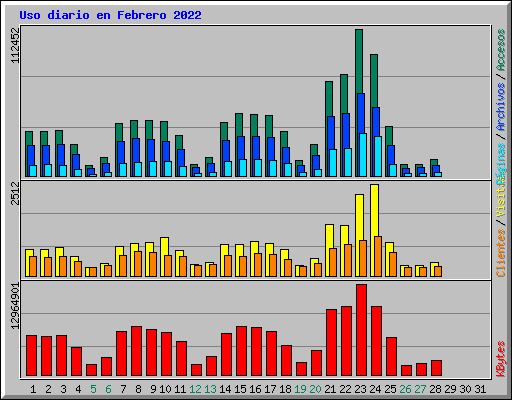 Uso diario en Febrero 2022
112452
2512
12964901
Accesos
/
Archivos
/
Páginas
Visitas
/
Clientes
KBytes
1 2 3 4 5 6 7 8 9 10 11 12 13 14 15 16 17 18 19 20 21 22 23 24 25 26 27 28 29 30 31